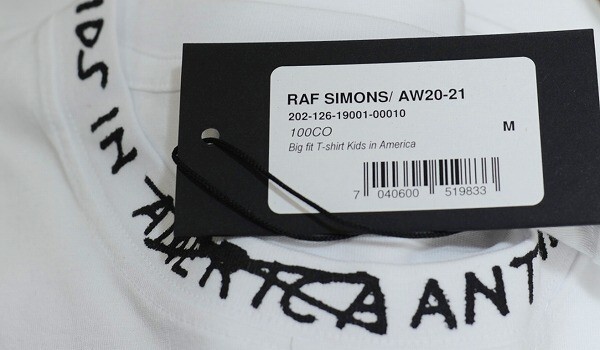 RAF SIMONS/ AW20-21
202-126-19001-00010
100CO M
Big fit T-shirt Kids in America
7 040600 519833
IDS IN AMERICA ANT